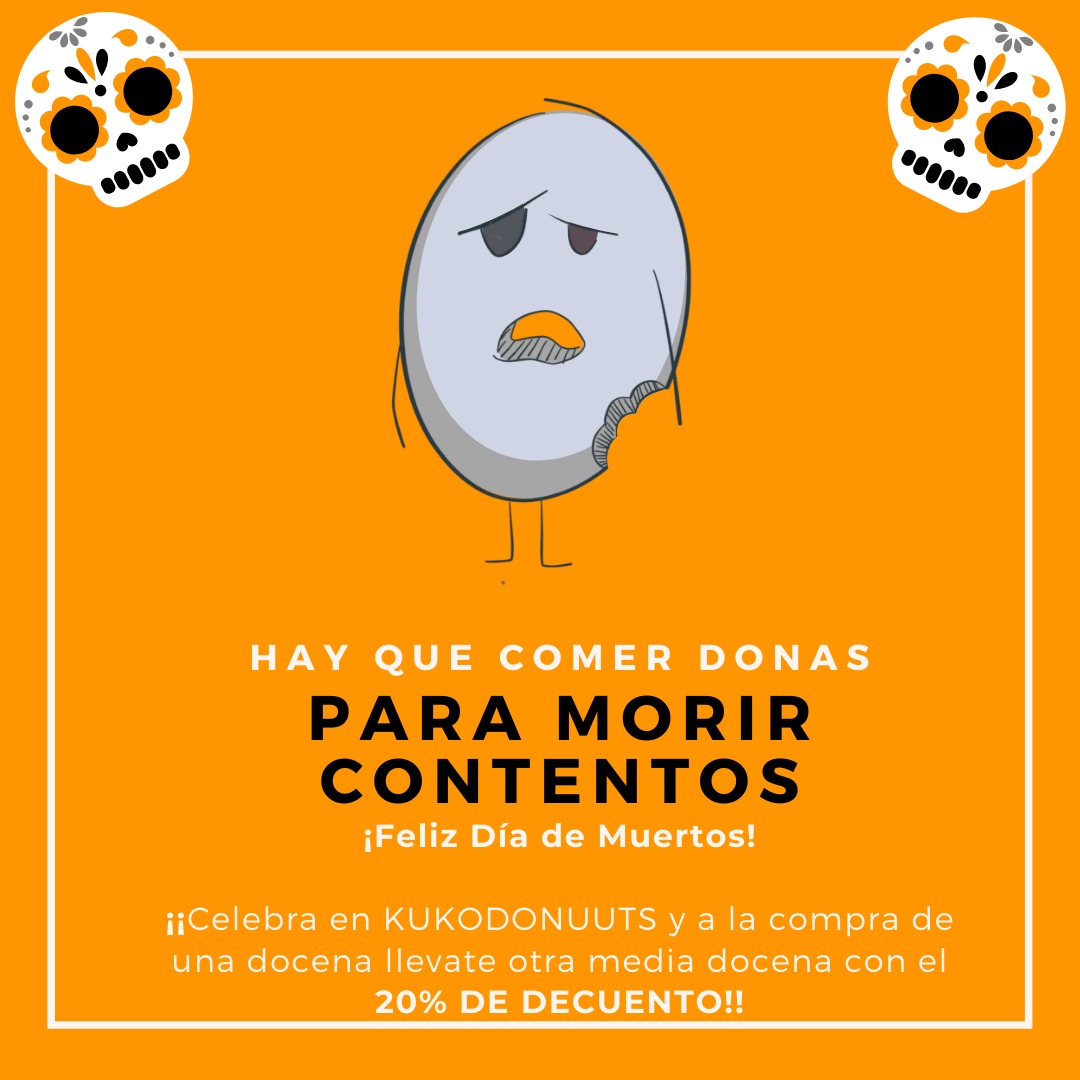 HAY QUE COMER DONAS
PARA MORIR
CONTENTOS
¡Feliz Día de Muertos!
¡¡Celebra en KUKODONUUTS y a la compra de
una docena llevate otra media docena con el
20% DE DECUENTO!!